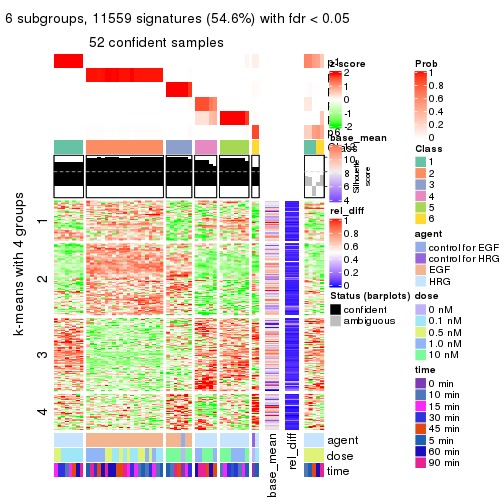 6 subgroups, 11559 signatures (54.6%) with fdr < 0.05
52 confident samples
k-means with 4 groups
1
2
3
4
z-score
2
1
0
-1
-2
base_mean
10
8
6
4
Silhouette
score
rel_diff
1
0.8
0.6
0.4
0.2
0
Status (barplots)
confident
ambiguous
Prob
1
0.8
0.6
0.4
0.2
0
Class
1
2
3
4
5
6
agent
control for EGF
control for HRG
EGF
HRG
dose
0 nM
0.1 nM
0.5 nM
1.0 nM
10 nM
time
0 min
10 min
15 min
30 min
45 min
5 min
60 min
90 min
agent
dose
time
base_mean
rel_diff